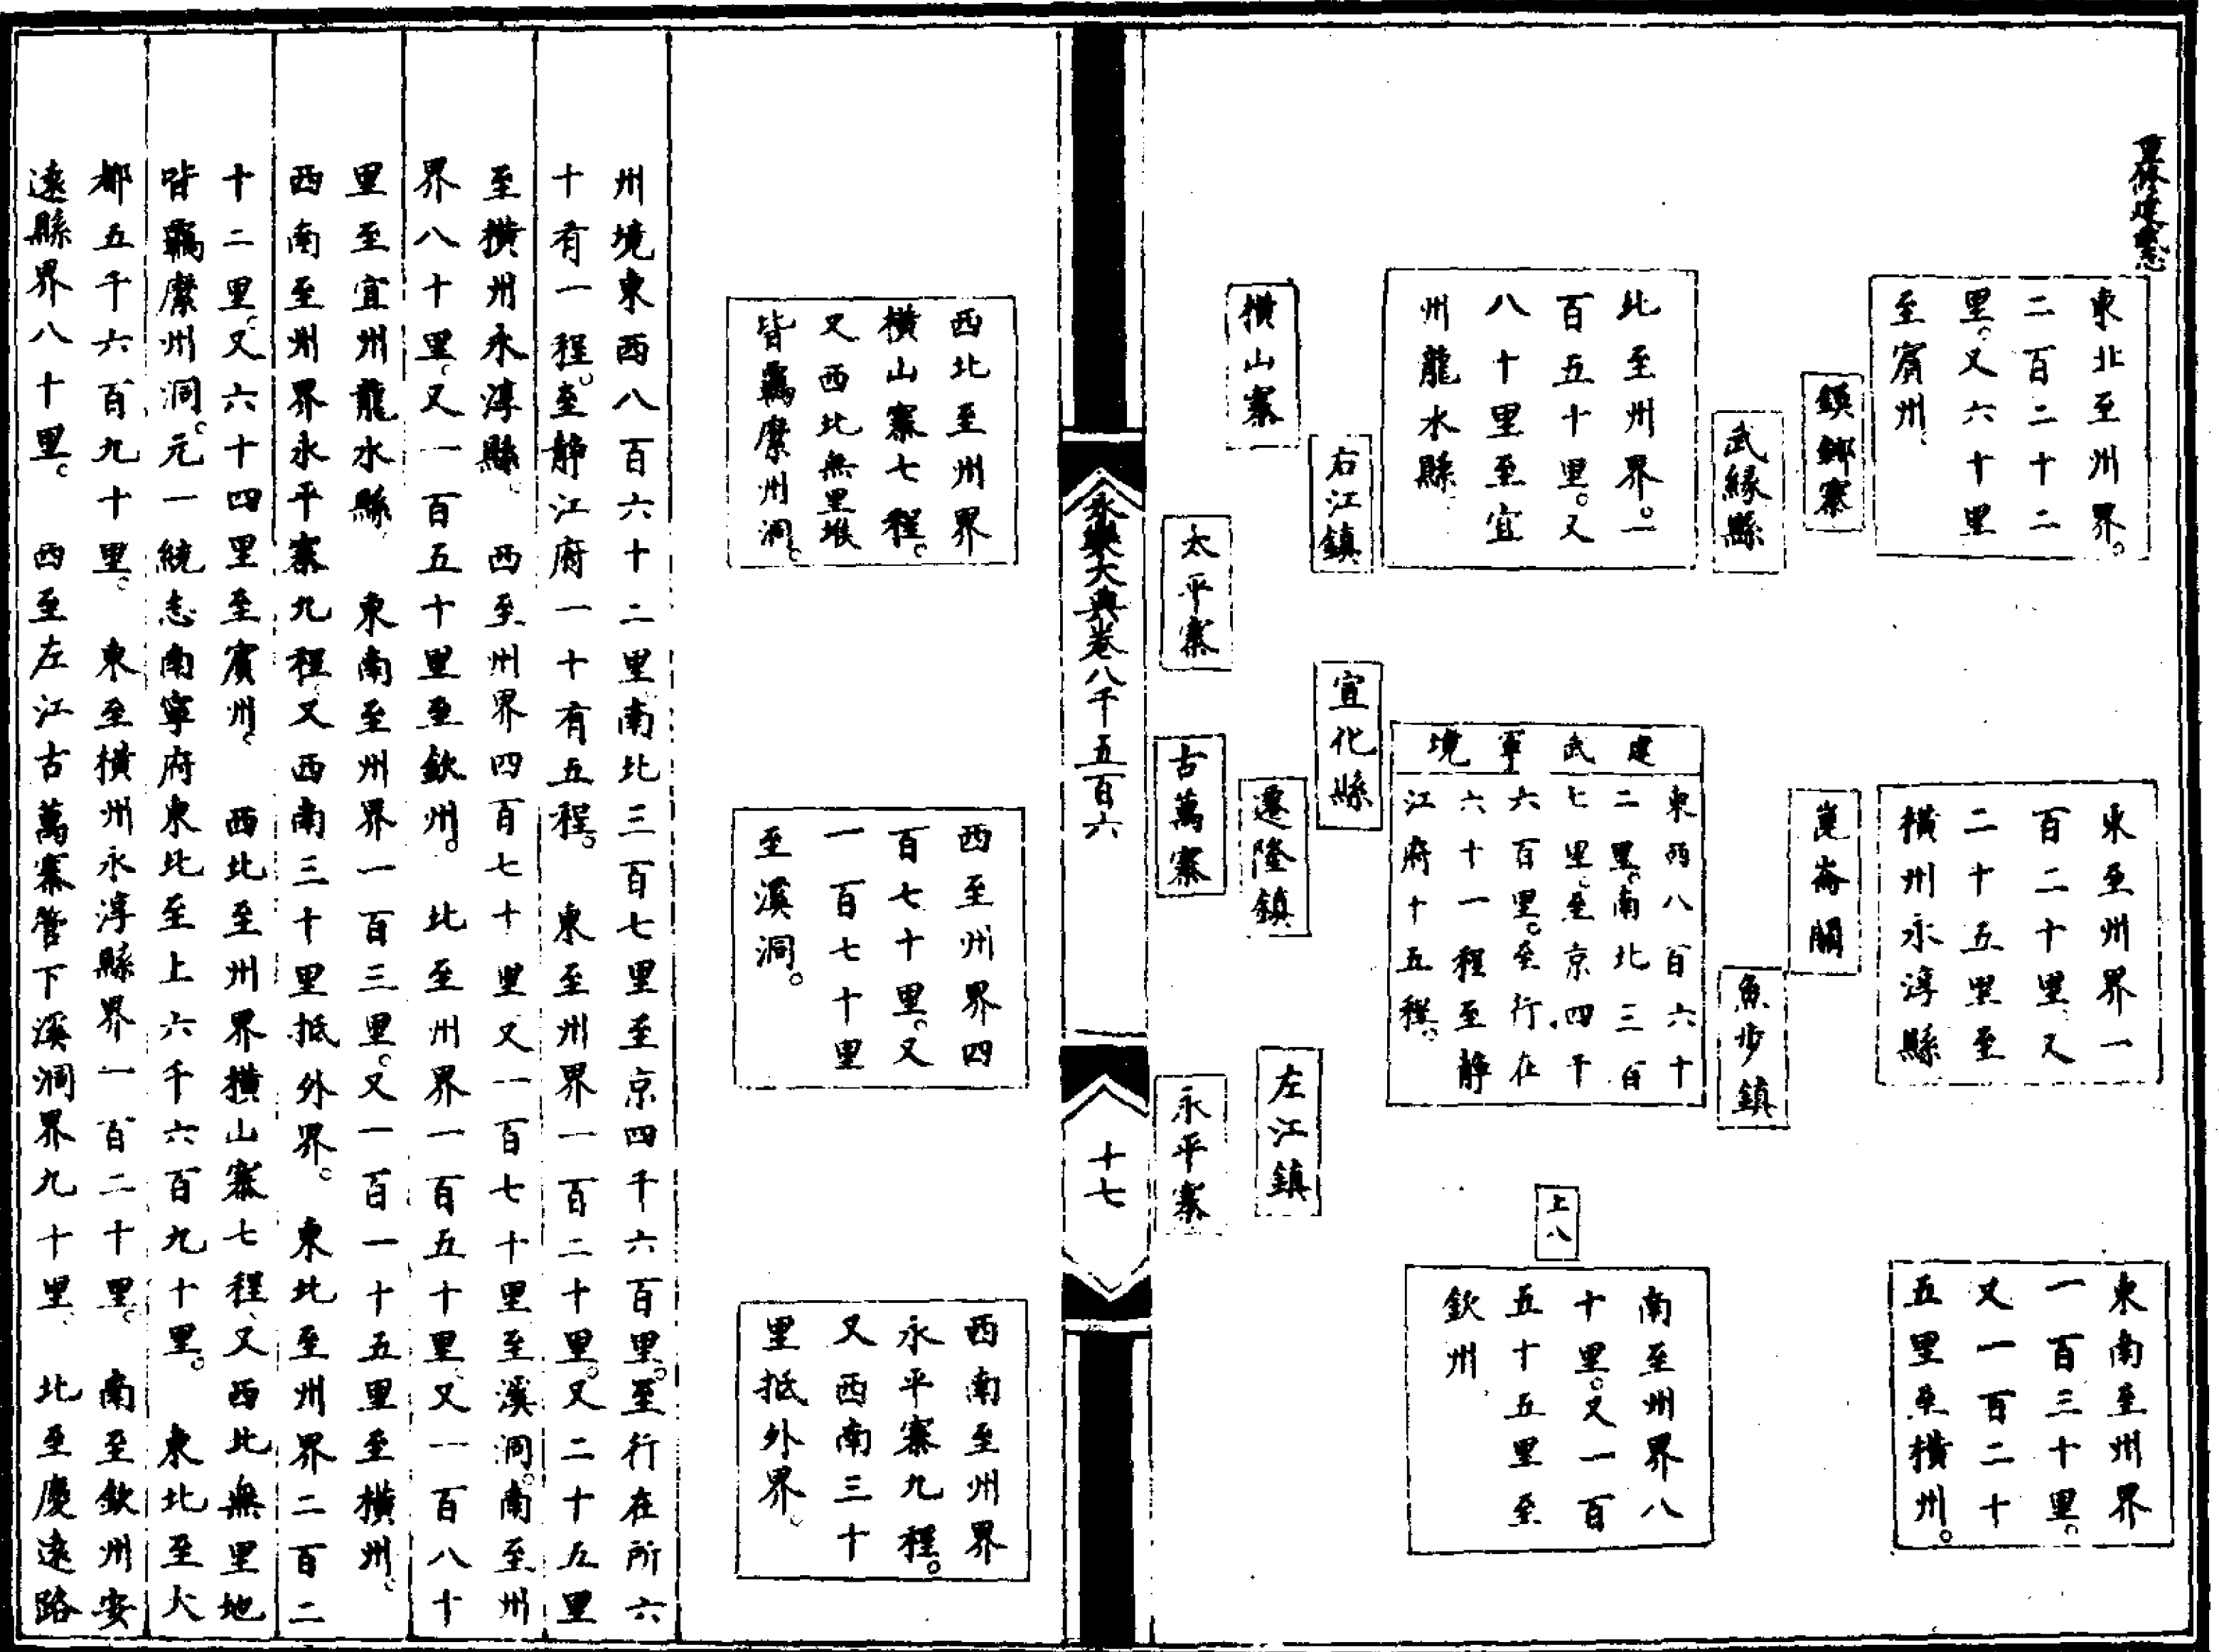 東北至州界。
二百二十二
里。又六十里
至賓州、
東至州界一
百二十里、又
二十五里至
橫州永淳縣
東南至州界
一百三十里。
又一百二十
五里至橫州。
鎮鄉寨
崑崙關
武緣縣
魚步鎮
北至州界。一
百五十里。又
八十里至宜
州龍水縣、
建武軍境
東西八百六十
二里。南北三百
七里、至京四千
六百里。至行在
六十一程至靜
江府十五程、
上八
南至州界八
十里。又一百
五十五里至
欽州
右江鎮
宜化縣
橫山寨
遷隆鎮
左江鎮
太平寨
古萬寨
永平寨
永樂大典卷八千五百六
十七
西北至州界
橫山寨七程。
又西北無里堠
皆羈縻州洞。
西至州界四
百七十里。又
一百七十里
至溪洞。
西南至州界
永平寨九程。
又西南三十
里抵外界。
州境東西八百六十二里南北三百七里至京四千六百里。至行在所六
十有一程。至靜江府一十有五程。　東至州界一百二十里。又二十五里
至橫州永淳縣、　西至州界四百七十里又一百七十里至溪洞。南至州
界八十里、又一百五十里至欽州。　北至州界一百五十里、又一百八十
里至宜州龍水縣　東南至州界一百三里。又一百一十五里至橫州。
西南至州界永平寨九程、又西南三十里抵外界。　東北至州界二百二
十二里。又六十四里至賓州、　西北至州界橫山寨七程、又西北無里地
皆羈縻州洞。元一統志南寧府東北至上六千六百九十里。　東北至大
都五千六百九十里。　東至橫州永淳縣界一百二十里、　南至欽州安
遠縣界八十里。　西至左江古萬寨管下溪洞界九十里、　北至慶遠路